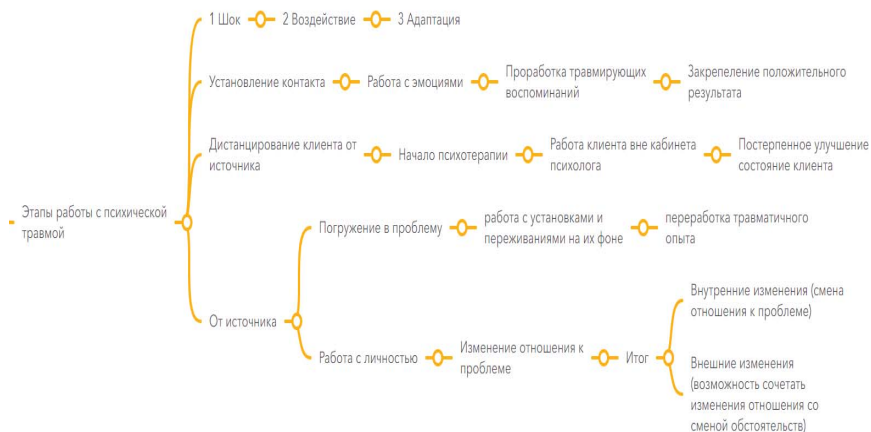 1 Шок
2 Воздействие
3 Адаптация
Установление контакта
Работа с эмоциями
Проработка травмирующих
воспоминаний
Закрепеление положительного
результата
Дистанцирование клиента от
источника
Начало психотерапии
Работа клиента вне кабинета
психолога
Постерпенное улучшение
состояние клиента
Этапы работы с психической
травмой
Погружение в проблему
работа с установками и
переживаниями на их фоне
переработка травматичного
опыта
От источника
Работа с личностью
Изменение отношения к
проблеме
Итог
Внутренние изменения (смена
отношения к проблеме)
Внешние изменения
(возможность сочетать
изменения отношения со
сменой обстоятельств)